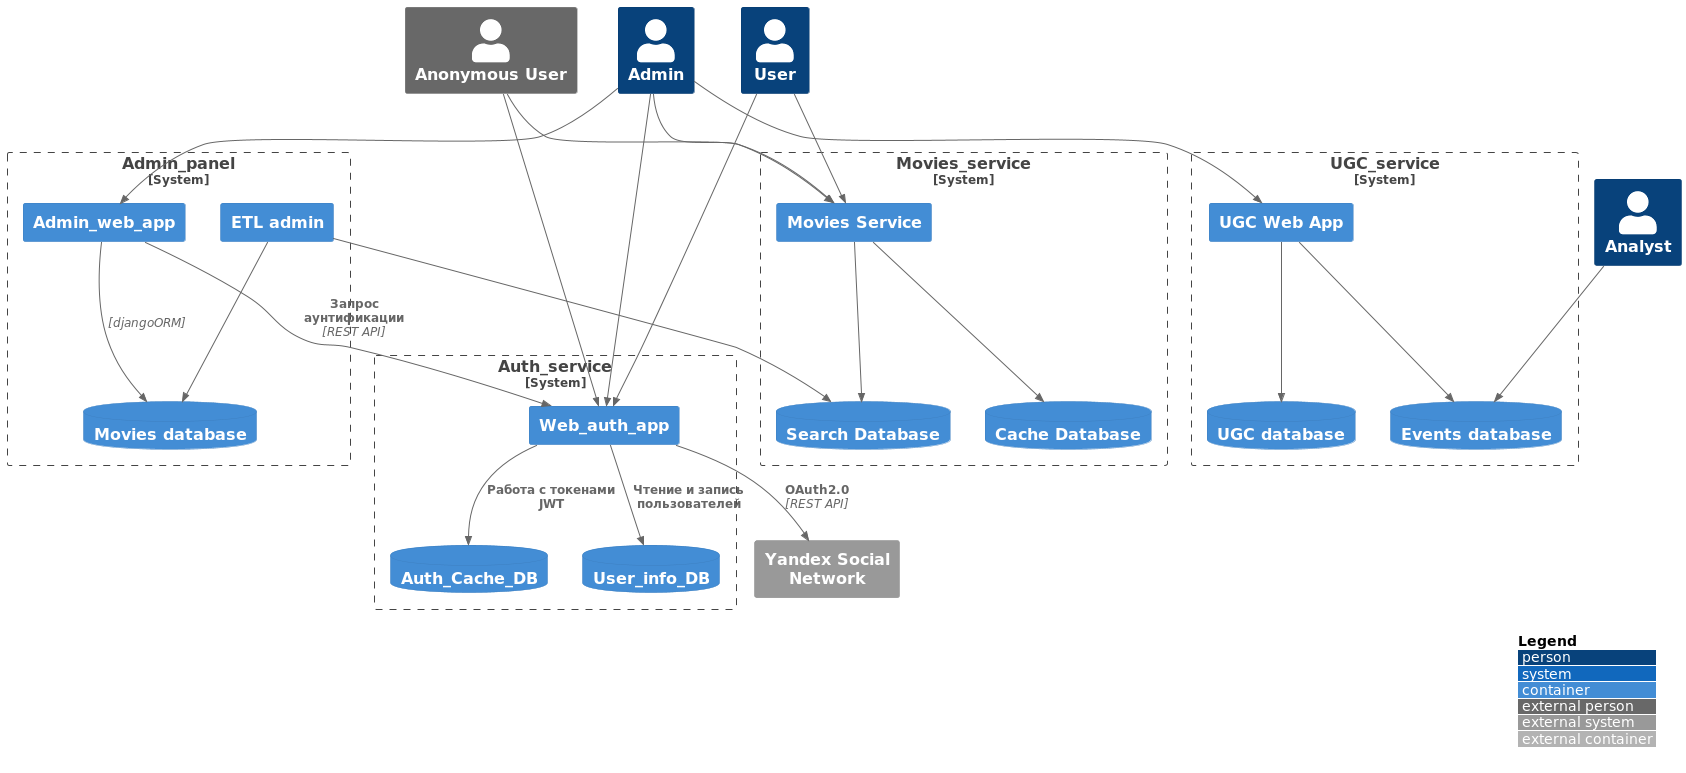 Anonymous User
Admin
User
Admin_panel
[System]
Movies_service
[System]
UGC_service
[System]
Admin_web_app
ETL admin
Movies Service
UGC Web App
Analyst
Запрос
аунтификации
[REST API]
[djangoORM]
Auth_service
[System]
Movies database
Web_auth_app
Search Database
Cache Database
UGC database
Events database
Работа с токенами
JWT
Чтение и запись
пользователей
OAuth2.0
[REST API]
Auth_Cache_DB
User_info_DB
Yandex Social
Network
Legend
person
system
container
external person
external system
external container